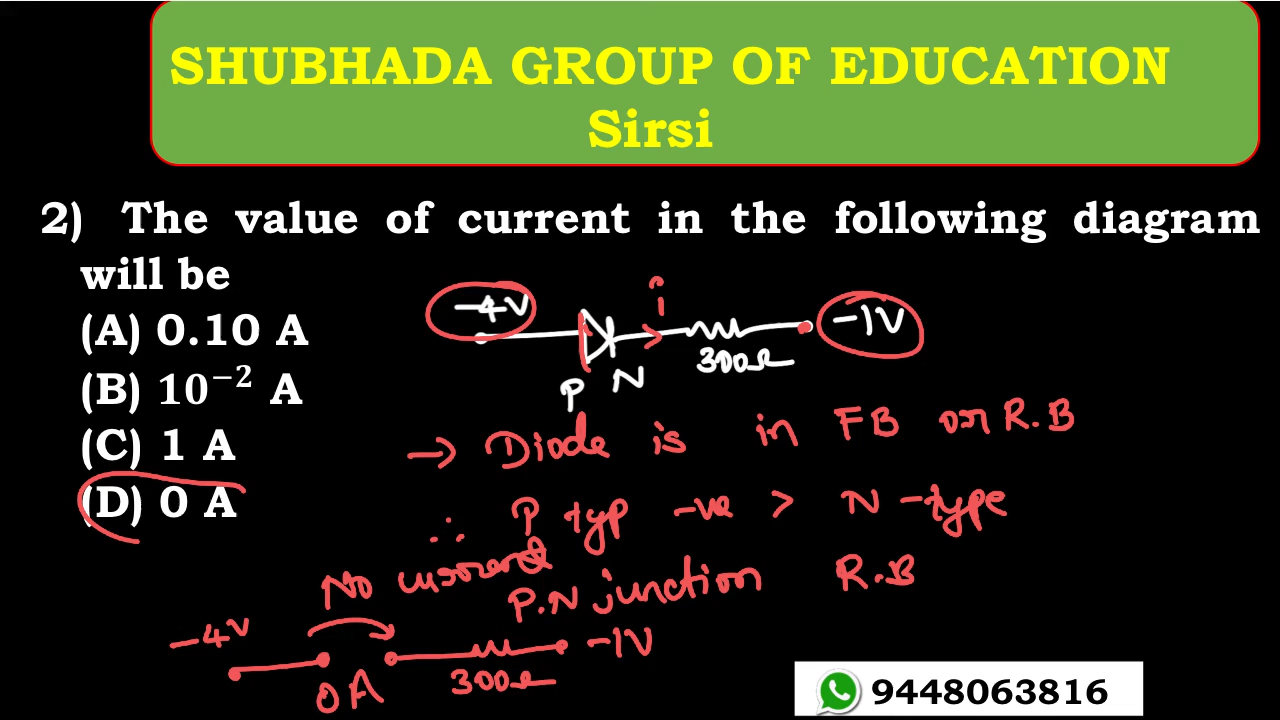 SHUBHADA GROUP OF EDUCATION
Sirsi
2) The value of current in the following diagram
will be
(A) 0.10 A
(B) 10⁻² A
(C) 1 A
(D) 0 A
-4V
i
-1V
300Ω
P N
→ Diode is in FB or R.B
∴ P typ -ve > N -type
No current
P.N junction R.B
-4V
-1V
0A
300Ω
9448063816